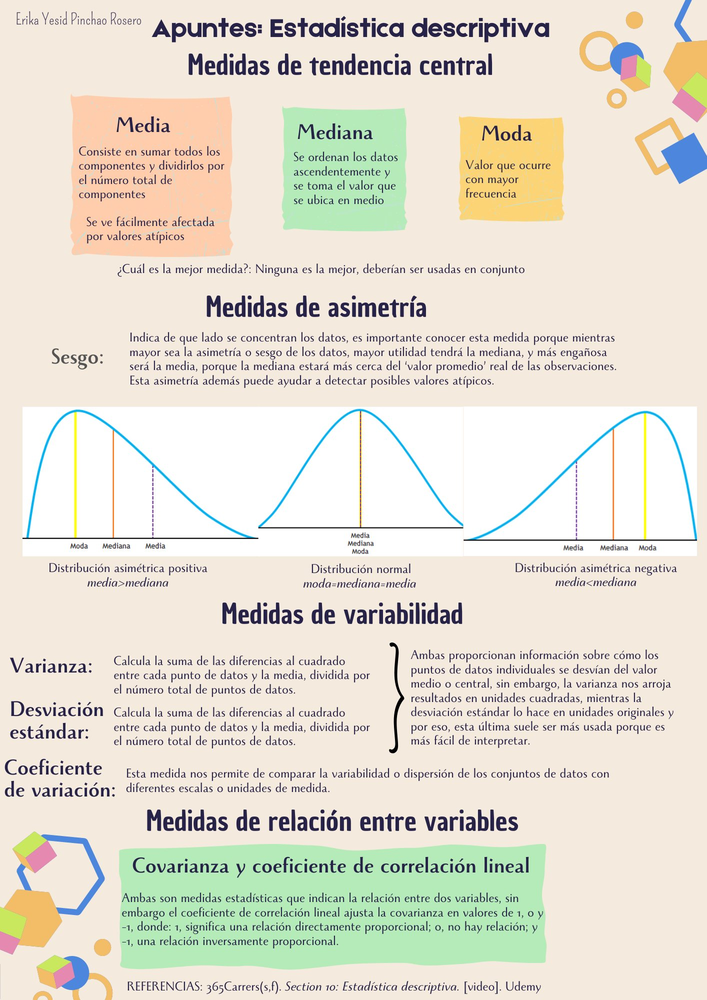 Erika Yesid Pinchao Rosero
Apuntes: Estadística descriptiva
Medidas de tendencia central
Media
Consiste en sumar todos los
componentes y dividirlos por
el número total de
componentes
Se ve fácilmente afectada
por valores atípicos
Mediana
Se ordenan los datos
ascendentemente y
se toma el valor que
se ubica en medio
Moda
Valor que ocurre
con mayor
frecuencia
¿Cuál es la mejor medida?: Ninguna es la mejor, deberían ser usadas en conjunto
Medidas de asimetría
Sesgo:
Indica de que lado se concentran los datos, es importante conocer esta medida porque mientras
mayor sea la asimetría o sesgo de los datos, mayor utilidad tendrá la mediana, y más engañosa
será la media, porque la mediana estará más cerca del ‘valor promedio’ real de las observaciones.
Esta asimetría además puede ayudar a detectar posibles valores atípicos.
Moda Mediana Media
Media
Mediana
Moda
Media Mediana Moda
Distribución asimétrica positiva
media>mediana
Distribución normal
moda=mediana=media
Distribución asimétrica negativa
media<mediana
Medidas de variabilidad
Varianza:
Calcula la suma de las diferencias al cuadrado
entre cada punto de datos y la media, dividida por
el número total de puntos de datos.
Desviación
estándar:
Calcula la suma de las diferencias al cuadrado
entre cada punto de datos y la media, dividida por
el número total de puntos de datos.
Ambas proporcionan información sobre cómo los
puntos de datos individuales se desvían del valor
medio o central, sin embargo, la varianza nos arroja
resultados en unidades cuadradas, mientras la
desviación estándar lo hace en unidades originales y
por eso, esta última suele ser más usada porque es
más fácil de interpretar.
Coeficiente
de variación:
Esta medida nos permite de comparar la variabilidad o dispersión de los conjuntos de datos con
diferentes escalas o unidades de medida.
Medidas de relación entre variables
Covarianza y coeficiente de correlación lineal
Ambas son medidas estadísticas que indican la relación entre dos variables, sin
embargo el coeficiente de correlación lineal ajusta la covarianza en valores de 1, 0 y
-1, donde: 1, significa una relación directamente proporcional; 0, no hay relación; y
-1, una relación inversamente proporcional.
REFERENCIAS: 365Carrers(s,f). Section 10: Estadística descriptiva. [video]. Udemy